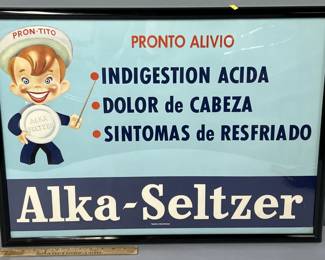 PRON-TITO
PRONTO ALIVIO
•INDIGESTION ACIDA
•DOLOR de CABEZA
•SINTOMAS de RESFRIADO
ALKA
SELTZER
Alka-Seltzer